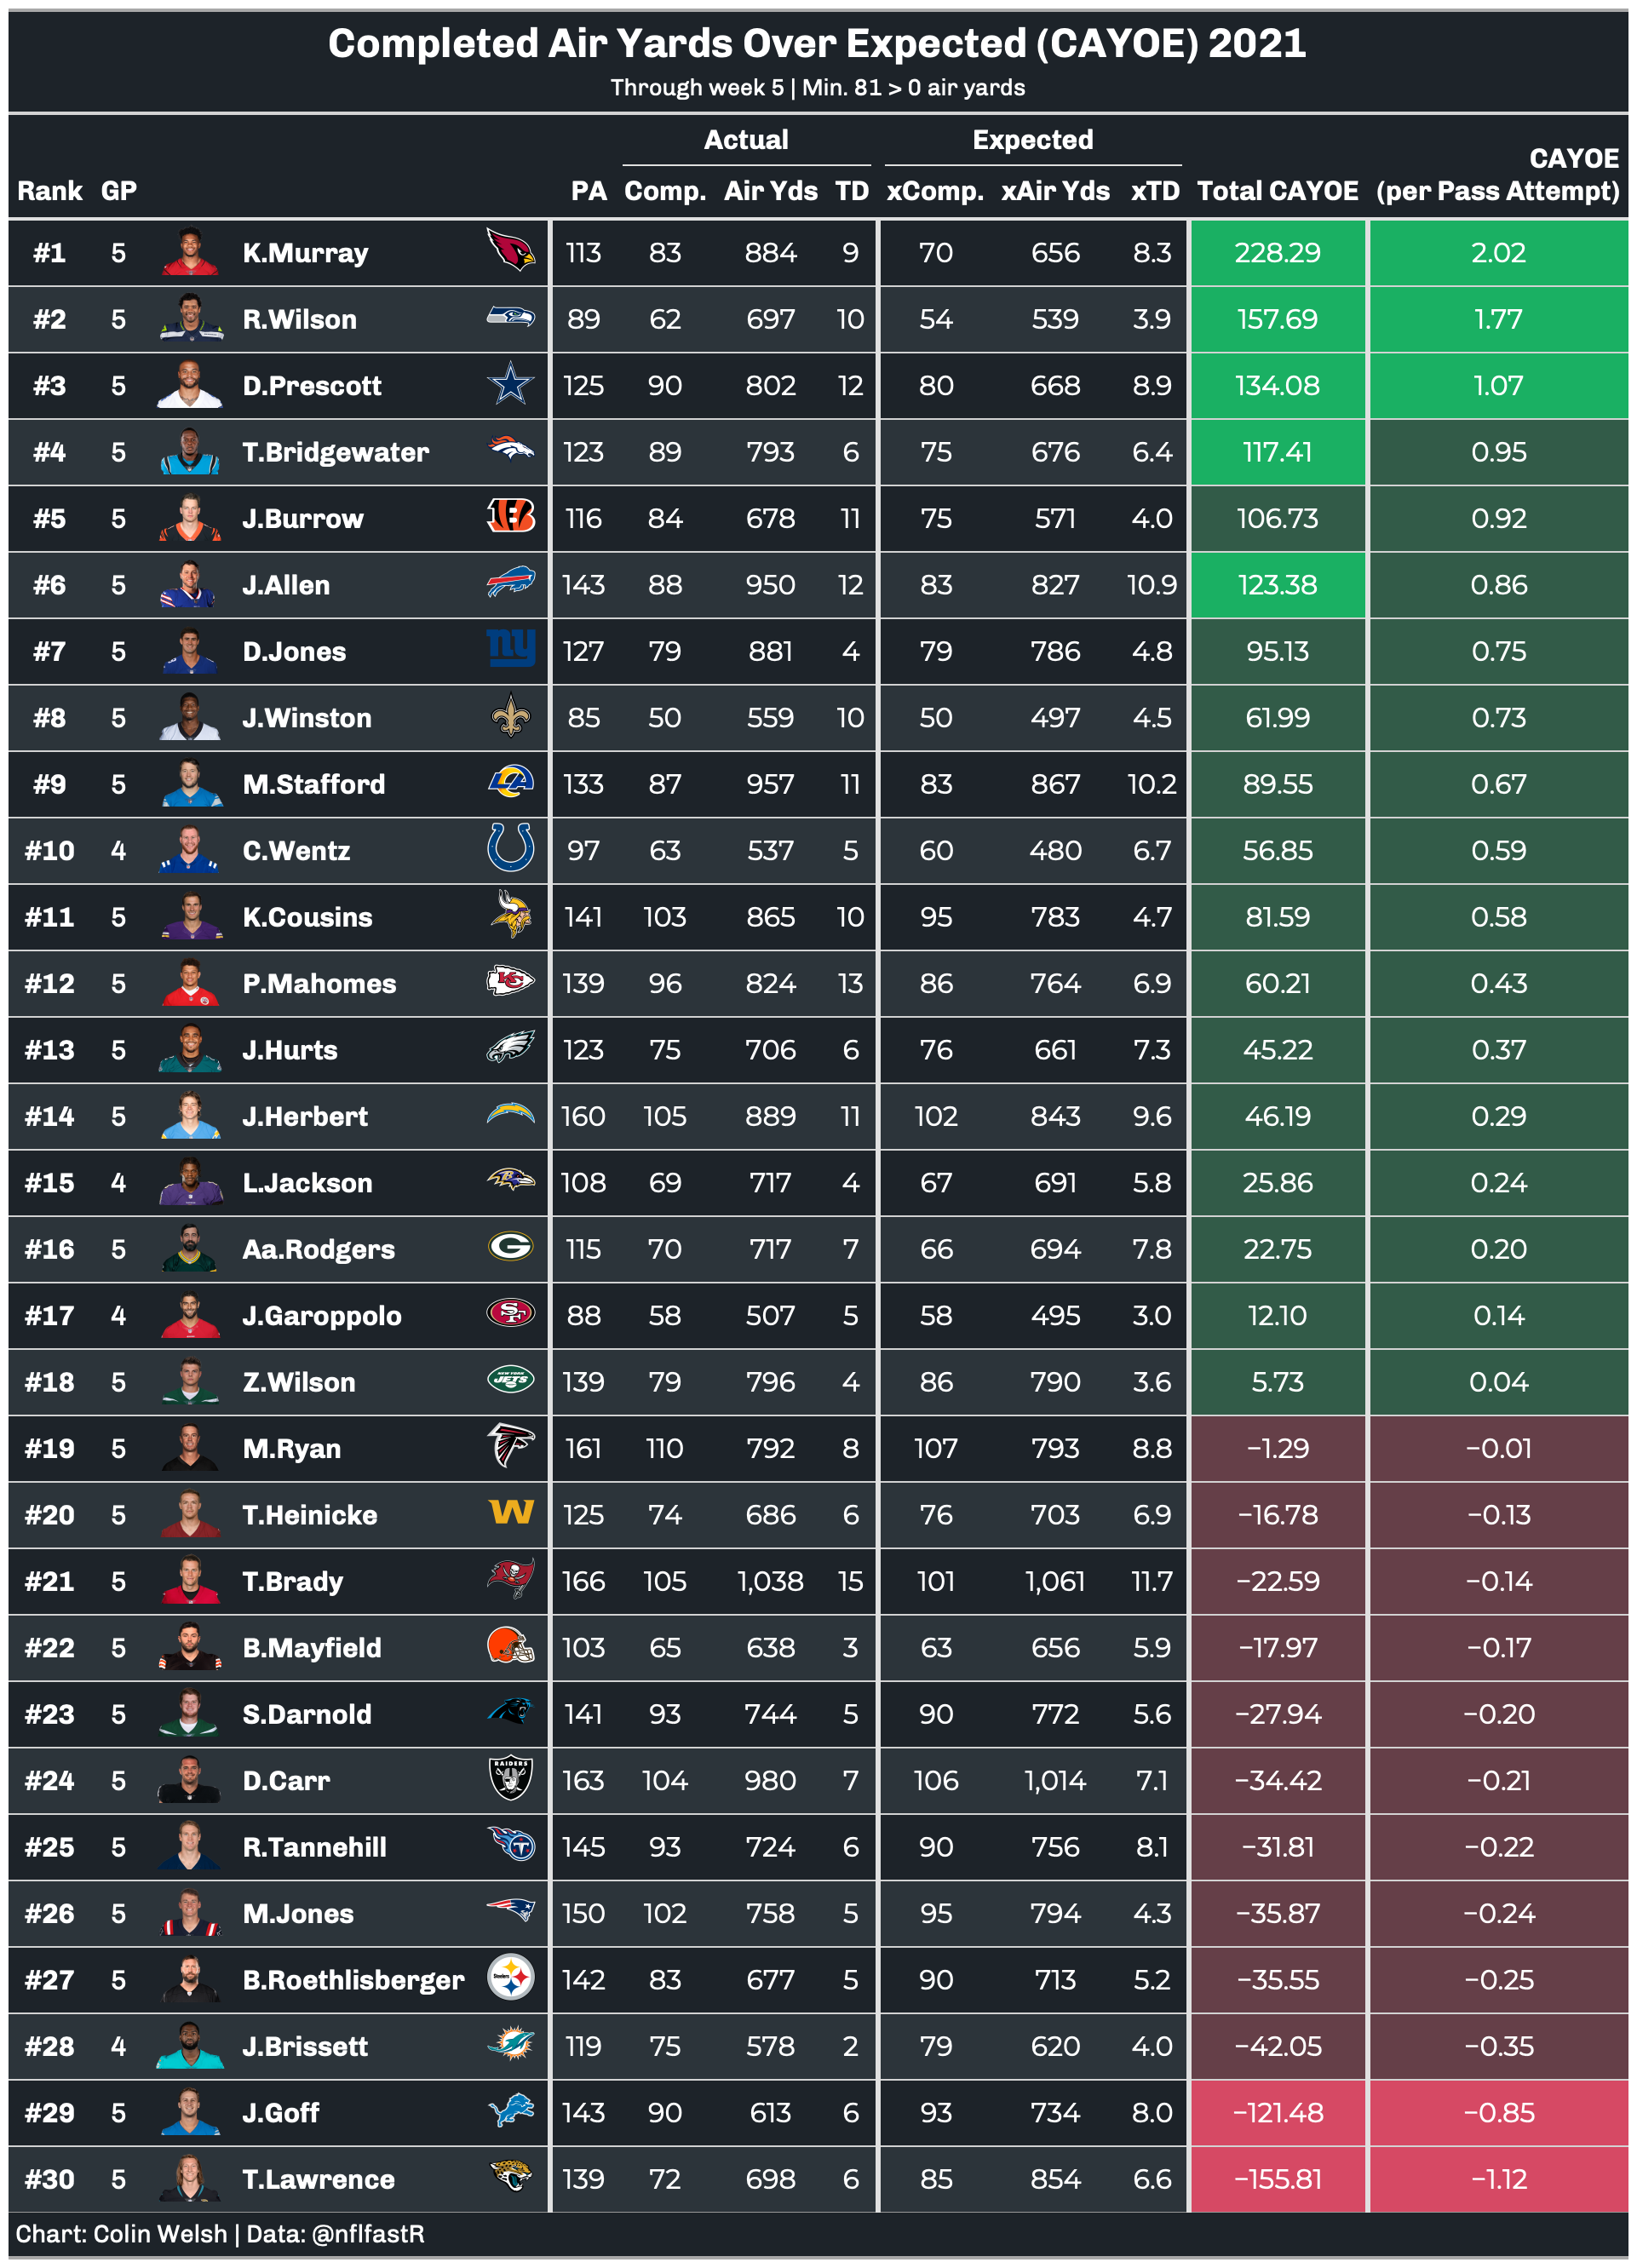 Completed Air Yards Over Expected (CAYOE) 2021
Through week 5 | Min. 81 > 0 air yards
Actual Expected CAYOE
Rank GP PA Comp. Air Yds TD xComp. xAir Yds xTD Total CAYOE (per Pass Attempt)
#1 5 K.Murray 113 83 884 9 70 656 8.3 228.29 2.02
#2 5 R.Wilson 89 62 697 10 54 539 3.9 157.69 1.77
#3 5 D.Prescott 125 90 802 12 80 668 8.9 134.08 1.07
#4 5 T.Bridgewater 123 89 793 6 75 676 6.4 117.41 0.95
#5 5 J.Burrow 116 84 678 11 75 571 4.0 106.73 0.92
#6 5 J.Allen 143 88 950 12 83 827 10.9 123.38 0.86
#7 5 D.Jones ny 127 79 881 4 79 786 4.8 95.13 0.75
#8 5 J.Winston 85 50 559 10 50 497 4.5 61.99 0.73
#9 5 M.Stafford LA 133 87 957 11 83 867 10.2 89.55 0.67
#10 4 C.Wentz 97 63 537 5 60 480 6.7 56.85 0.59
#11 5 K.Cousins 141 103 865 10 95 783 4.7 81.59 0.58
#12 5 P.Mahomes KC 139 96 824 13 86 764 6.9 60.21 0.43
#13 5 J.Hurts 123 75 706 6 76 661 7.3 45.22 0.37
#14 5 J.Herbert 160 105 889 11 102 843 9.6 46.19 0.29
#15 4 L.Jackson 108 69 717 4 67 691 5.8 25.86 0.24
#16 5 Aa.Rodgers G 115 70 717 7 66 694 7.8 22.75 0.20
#17 4 J.Garoppolo SF 88 58 507 5 58 495 3.0 12.10 0.14
#18 5 Z.Wilson JETS 139 79 796 4 86 790 3.6 5.73 0.04
#19 5 M.Ryan 161 110 792 8 107 793 8.8 −1.29 −0.01
#20 5 T.Heinicke W 125 74 686 6 76 703 6.9 −16.78 −0.13
#21 5 T.Brady 166 105 1,038 15 101 1,061 11.7 −22.59 −0.14
#22 5 B.Mayfield 103 65 638 3 63 656 5.9 −17.97 −0.17
#23 5 S.Darnold 141 93 744 5 90 772 5.6 −27.94 −0.20
#24 5 D.Carr RAIDERS 163 104 980 7 106 1,014 7.1 −34.42 −0.21
#25 5 R.Tannehill T 145 93 724 6 90 756 8.1 −31.81 −0.22
#26 5 M.Jones 150 102 758 5 95 794 4.3 −35.87 −0.24
#27 5 B.Roethlisberger Steelers 142 83 677 5 90 713 5.2 −35.55 −0.25
#28 4 J.Brissett 119 75 578 2 79 620 4.0 −42.05 −0.35
#29 5 J.Goff 143 90 613 6 93 734 8.0 −121.48 −0.85
#30 5 T.Lawrence 139 72 698 6 85 854 6.6 −155.81 −1.12
Chart: Colin Welsh | Data: @nflfastR